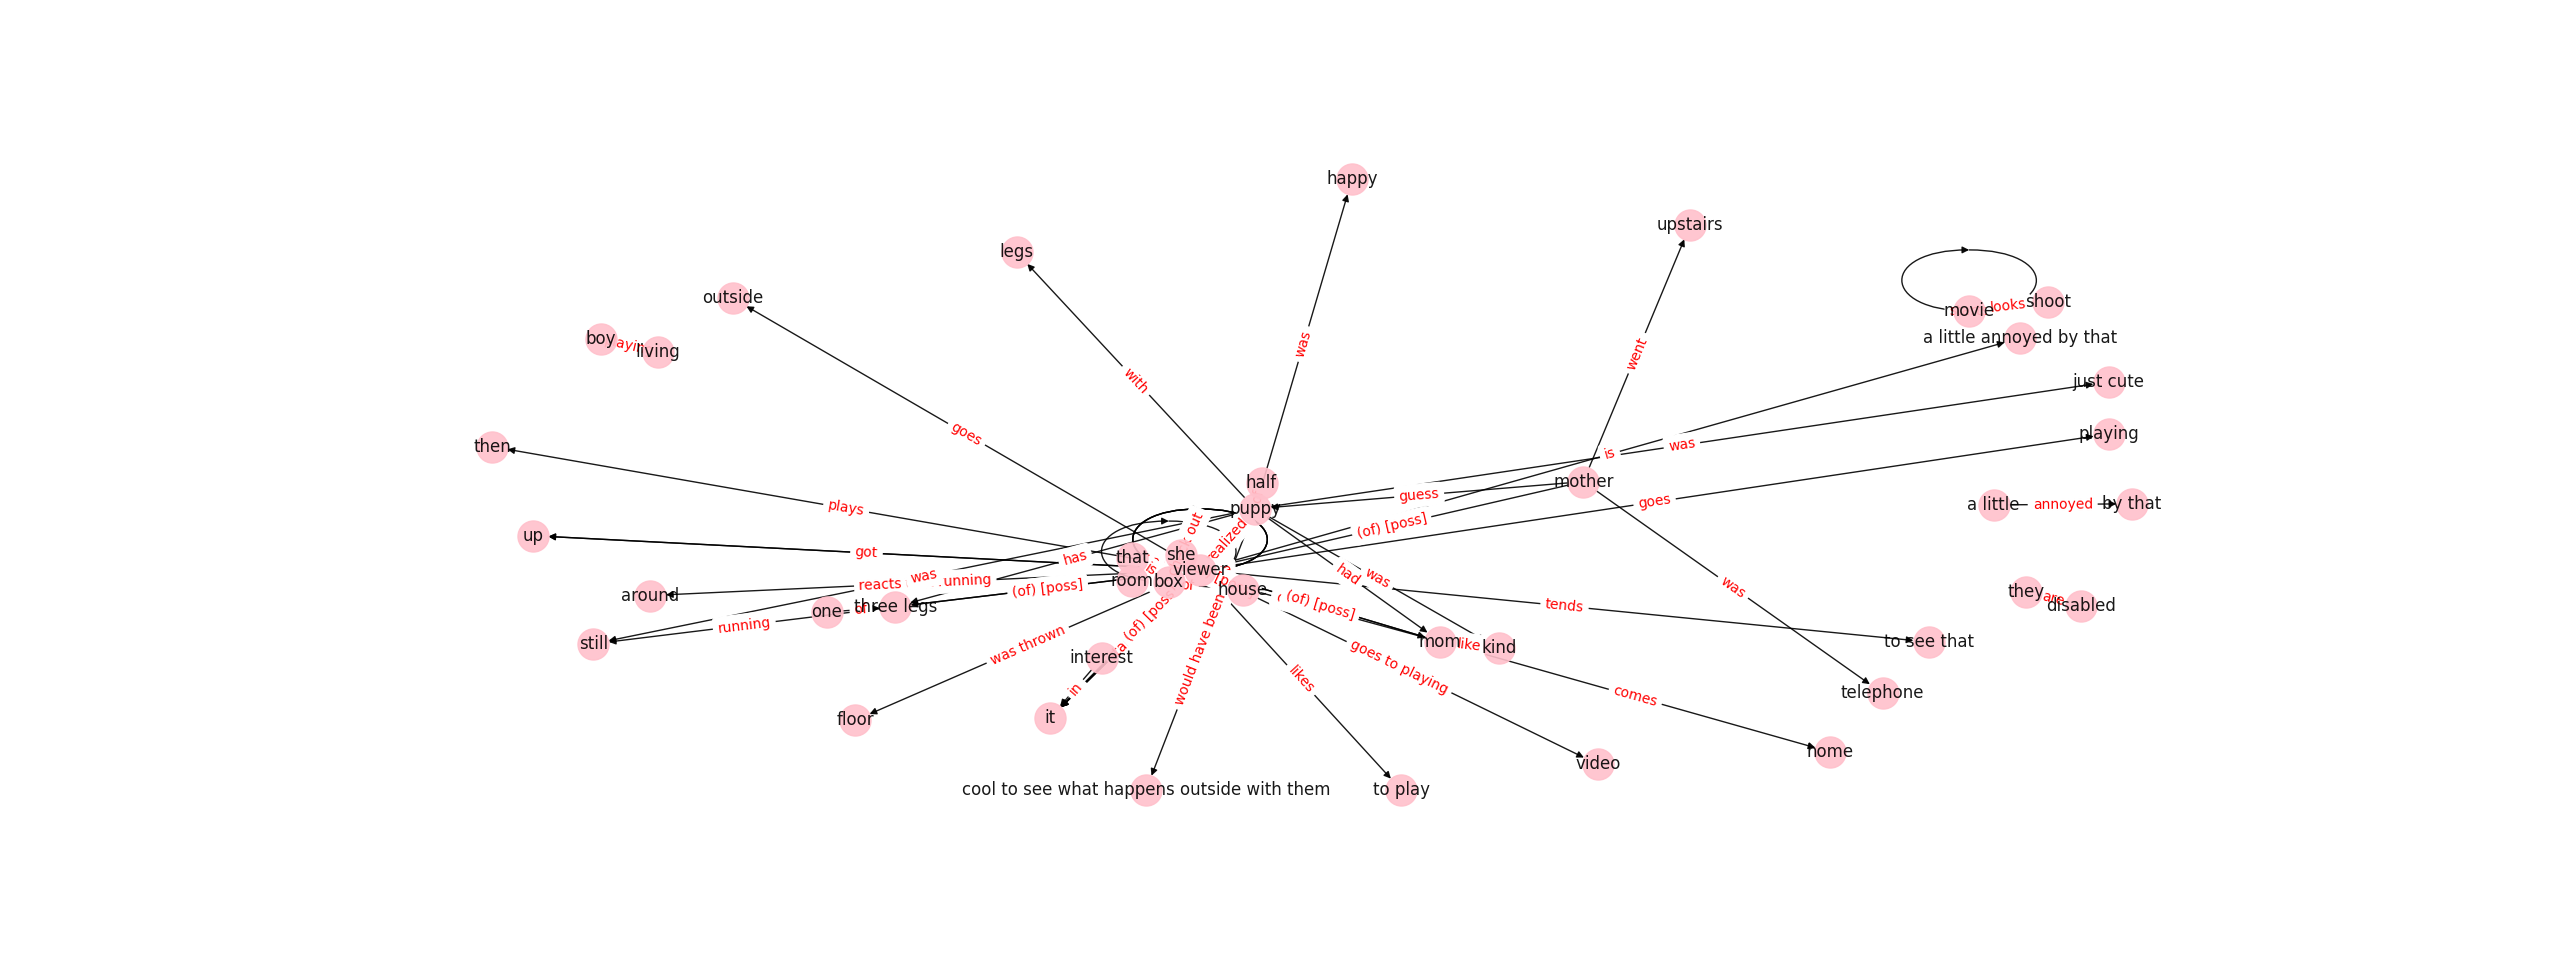 happy
upstairs
legs
outside
movie
looks
shoot
boy
living
a little annoyed by that
was
went
with
just cute
goes
playing
then
is
was
half
mother
guess
plays
puppy
goes
a little
annoyed
by that
(of) [poss]
up
got
out
realized
has
that
she
viewer
room
box
house
was
reacts
around
(of) [poss]
had
was
was
one
of
three legs
(of) [poss]
tends
they
are
disabled
still
running
was thrown
interest
(of)
would have been
mom
like
kind
to see that
goes to playing
likes
in
comes
telephone
floor
it
home
video
cool to see what happens outside with them
to play